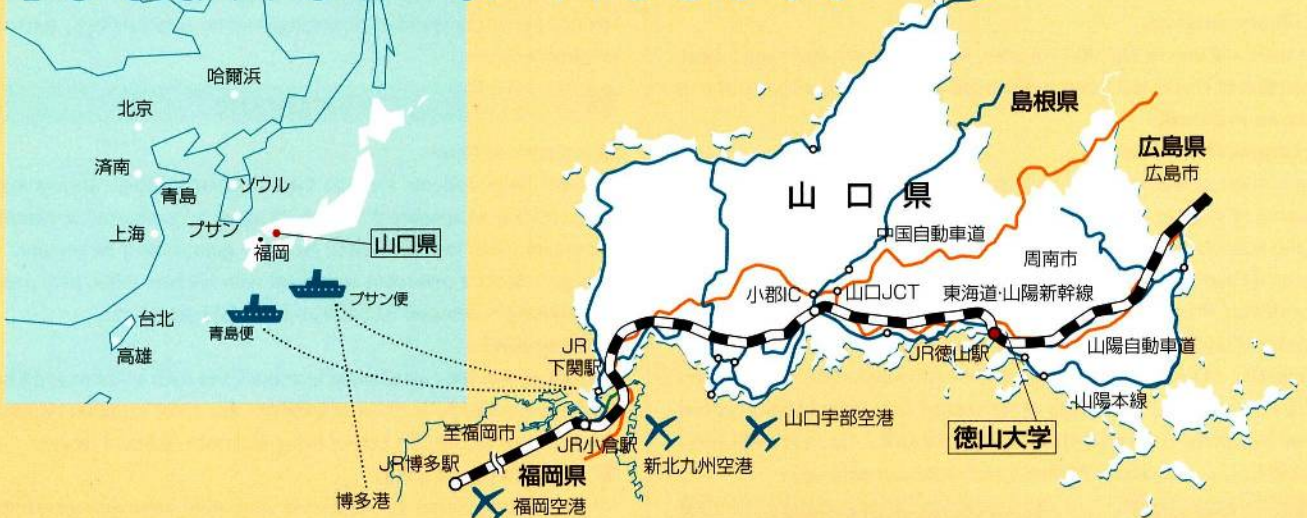 哈爾浜
北京
済南
青島
ソウル
上海
プサン
福岡
山口県
プサン便
青島便
台北
高雄
島根県
広島県
広島市
山口県
中国自動車道
周南市
小郡IC
山口JCT
東海道・山陽新幹線
JR
下関駅
JR徳山駅
山陽自動車道
山陽本線
徳山大学
山口宇部空港
新北九州空港
至福岡市
JR小倉駅
JR博多駅
福岡県
博多港
福岡空港